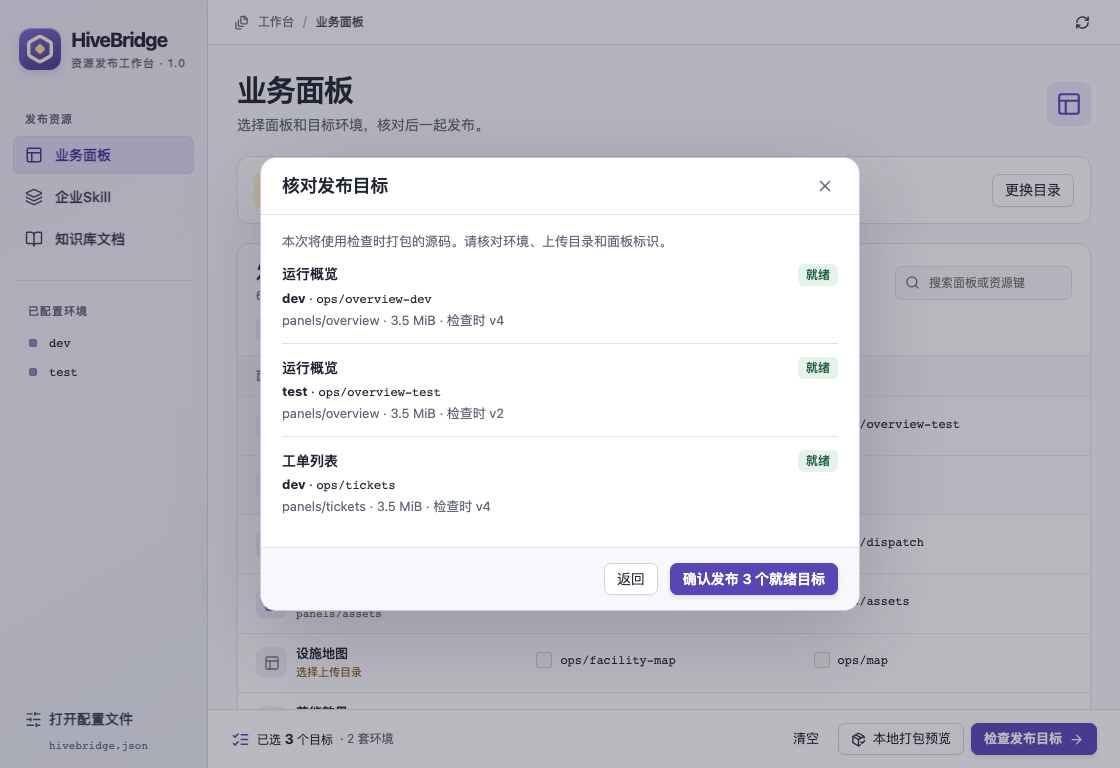 HiveBridge
资源发布工作台 · 1.0
发布资源
业务面板
企业Skill
知识库文档
已配置环境
dev
test
打开配置文件
hivebridge.json
工作台 / 业务面板
业务面板
选择面板和目标环境，核对后一起发布。
更换目录
搜索面板或资源键
核对发布目标
本次将使用检查时打包的源码。请核对环境、上传目录和面板标识。
运行概览 就绪
dev · ops/overview-dev
panels/overview · 3.5 MiB · 检查时 v4
运行概览 就绪
test · ops/overview-test
panels/overview · 3.5 MiB · 检查时 v2
工单列表 就绪
dev · ops/tickets
panels/tickets · 3.5 MiB · 检查时 v4
返回 确认发布 3 个就绪目标
/overview-test
/dispatch
/assets
panels/assets
设施地图 ops/facility-map ops/map
选择上传目录
已选 3 个目标 · 2 套环境
清空 本地打包预览 检查发布目标